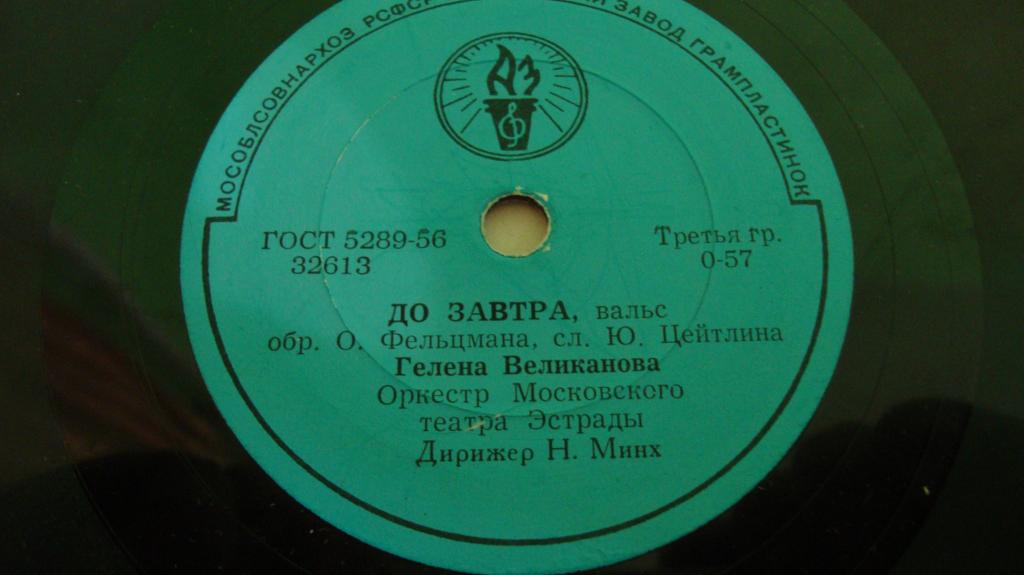 МОСОБЛСОВНАРХОЗ РСФСР ЗАВОД ГРАМПЛАСТИНОК
АЗ
ГОСТ 5289-56
32613
Третья гр.
0-57
ДО ЗАВТРА, вальс
обр. О. Фельцмана, сл. Ю. Цейтлина
Гелена Великанова
Оркестр Московского
театра Эстрады
Дирижер Н. Минх